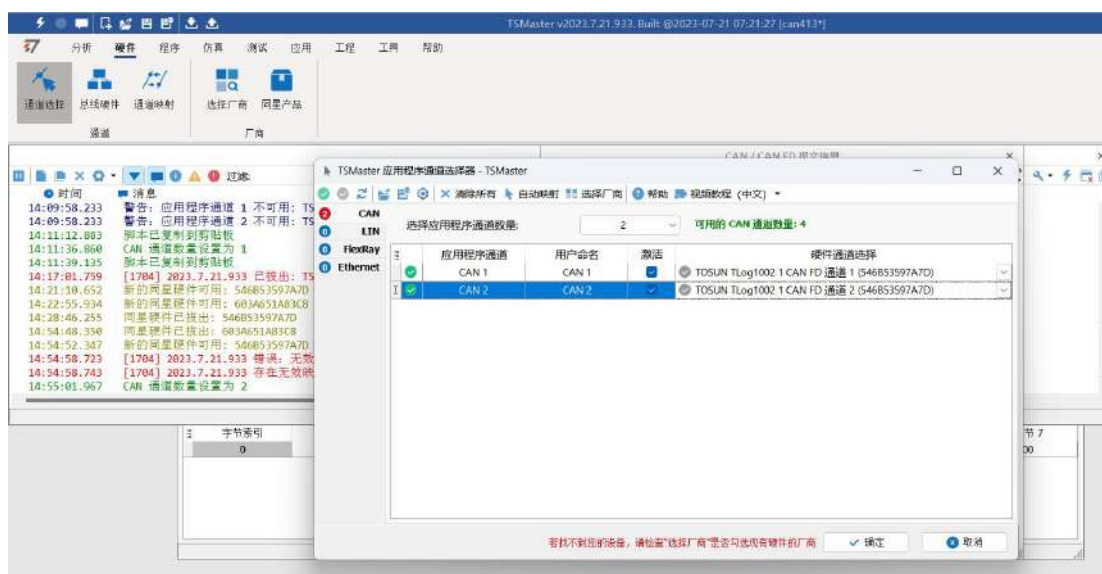 TSMaster v2023.7.21.933. Built @2023-07-21 07:21:27 [can413*]
分析 硬件 程序 仿真 测试 应用 工程 工具 帮助
通道选择 总线硬件 通道映射 选择厂商 同星产品
通道 厂商
CAN / CAN FD 报文信息
过滤:
时间 消息
14:09:58.233 警告: 应用程序通道 1 不可用: TS
14:09:58.233 警告: 应用程序通道 2 不可用: TS
14:11:12.883 脚本已复制到剪贴板
14:11:36.860 CAN 通道数量设置为 1
14:11:39.135 脚本已复制到剪贴板
14:17:01.759 [1704] 2023.7.21.933 已拔出: TS
14:21:10.652 新的同星硬件可用: 546B53597A7D
14:22:55.934 新的同星硬件可用: 603A651A83C8
14:28:46.255 同星硬件已拔出: 546B53597A7D
14:54:48.350 同星硬件已拔出: 603A651A83C8
14:54:52.347 新的同星硬件可用: 546B53597A7D
14:54:58.723 [1704] 2023.7.21.933 错误: 无效
14:54:58.743 [1704] 2023.7.21.933 存在无效映
14:55:01.967 CAN 通道数量设置为 2
TSMaster 应用程序通道选择器 - TSMaster
清除所有 自动映射 选择厂商 帮助 视频教程 (中文)
2 CAN
0 LIN
0 FlexRay
0 Ethernet
选择应用程序通道数量: 2 可用的 CAN 通道数量: 4
应用程序通道 用户命名 激活 硬件通道选择
CAN 1 CAN 1 TOSUN TLog1002 1 CAN FD 通道 1 (546B53597A7D)
CAN 2 CAN 2 TOSUN TLog1002 1 CAN FD 通道 2 (546B53597A7D)
若找不到您的设备，请检查"选择厂商"是否勾选现有硬件的厂商 确定 取消
字节索引 节 7
0 00